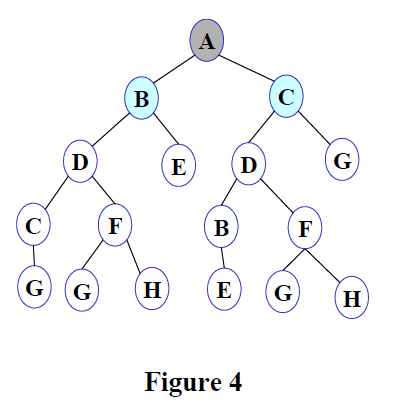 A
B C
D E D G
C F B F
G G H E G H
Figure 4